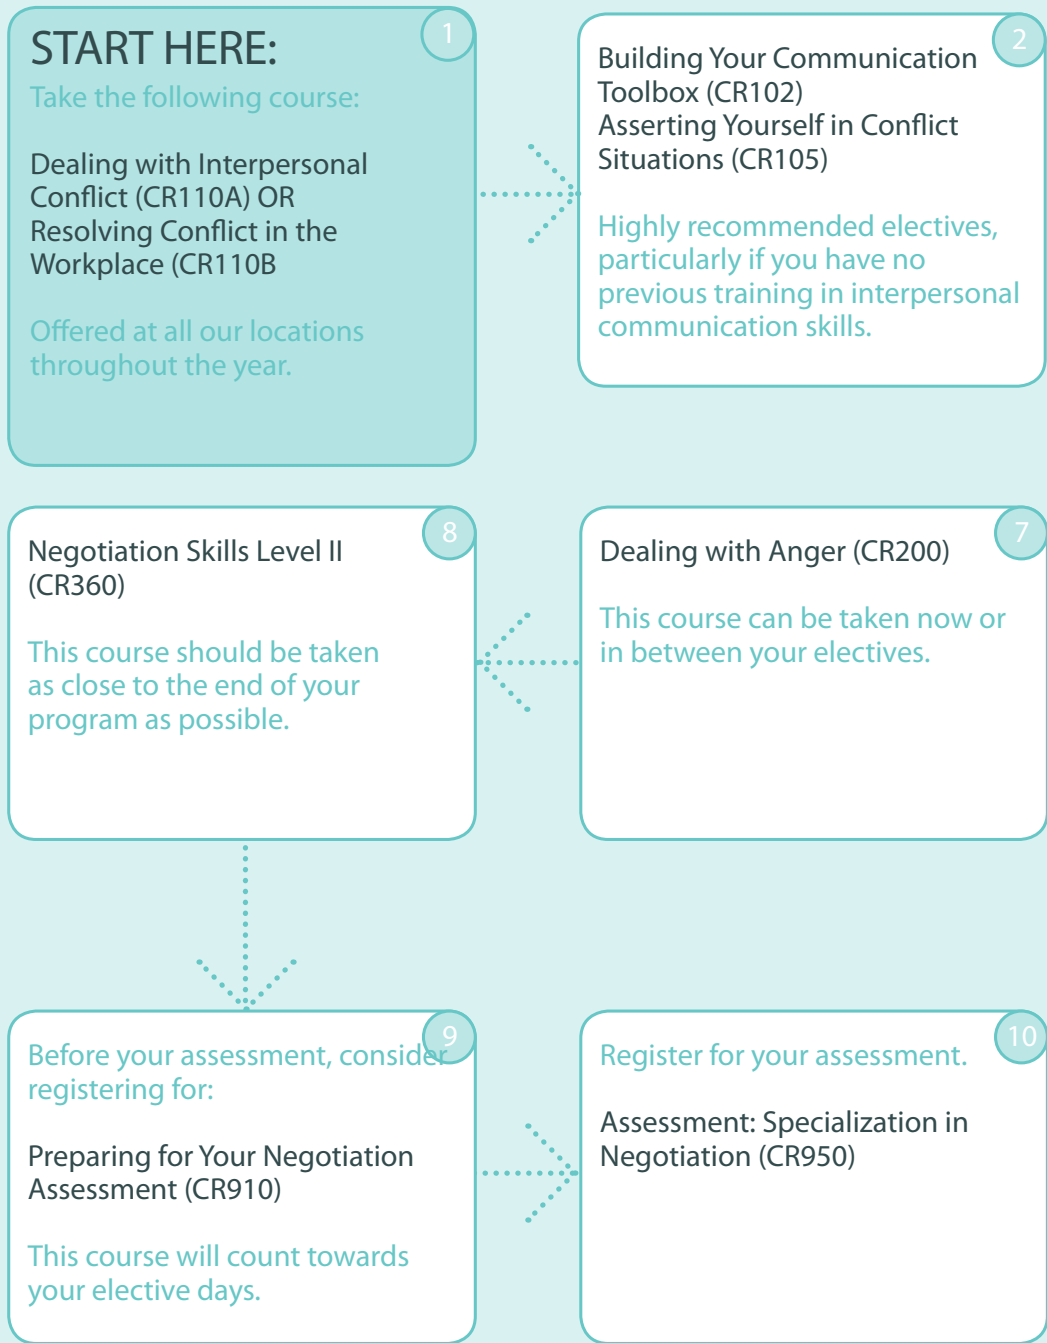 1
START HERE:
Take the following course:
Dealing with Interpersonal
Conflict (CR110A) OR
Resolving Conflict in the
Workplace (CR110B
Offered at all our locations
throughout the year.
2
Building Your Communication
Toolbox (CR102)
Asserting Yourself in Conflict
Situations (CR105)
Highly recommended electives,
particularly if you have no
previous training in interpersonal
communication skills.
8
Negotiation Skills Level II
(CR360)
This course should be taken
as close to the end of your
program as possible.
7
Dealing with Anger (CR200)
This course can be taken now or
in between your electives.
9
Before your assessment, consider
registering for:
Preparing for Your Negotiation
Assessment (CR910)
This course will count towards
your elective days.
10
Register for your assessment.
Assessment: Specialization in
Negotiation (CR950)